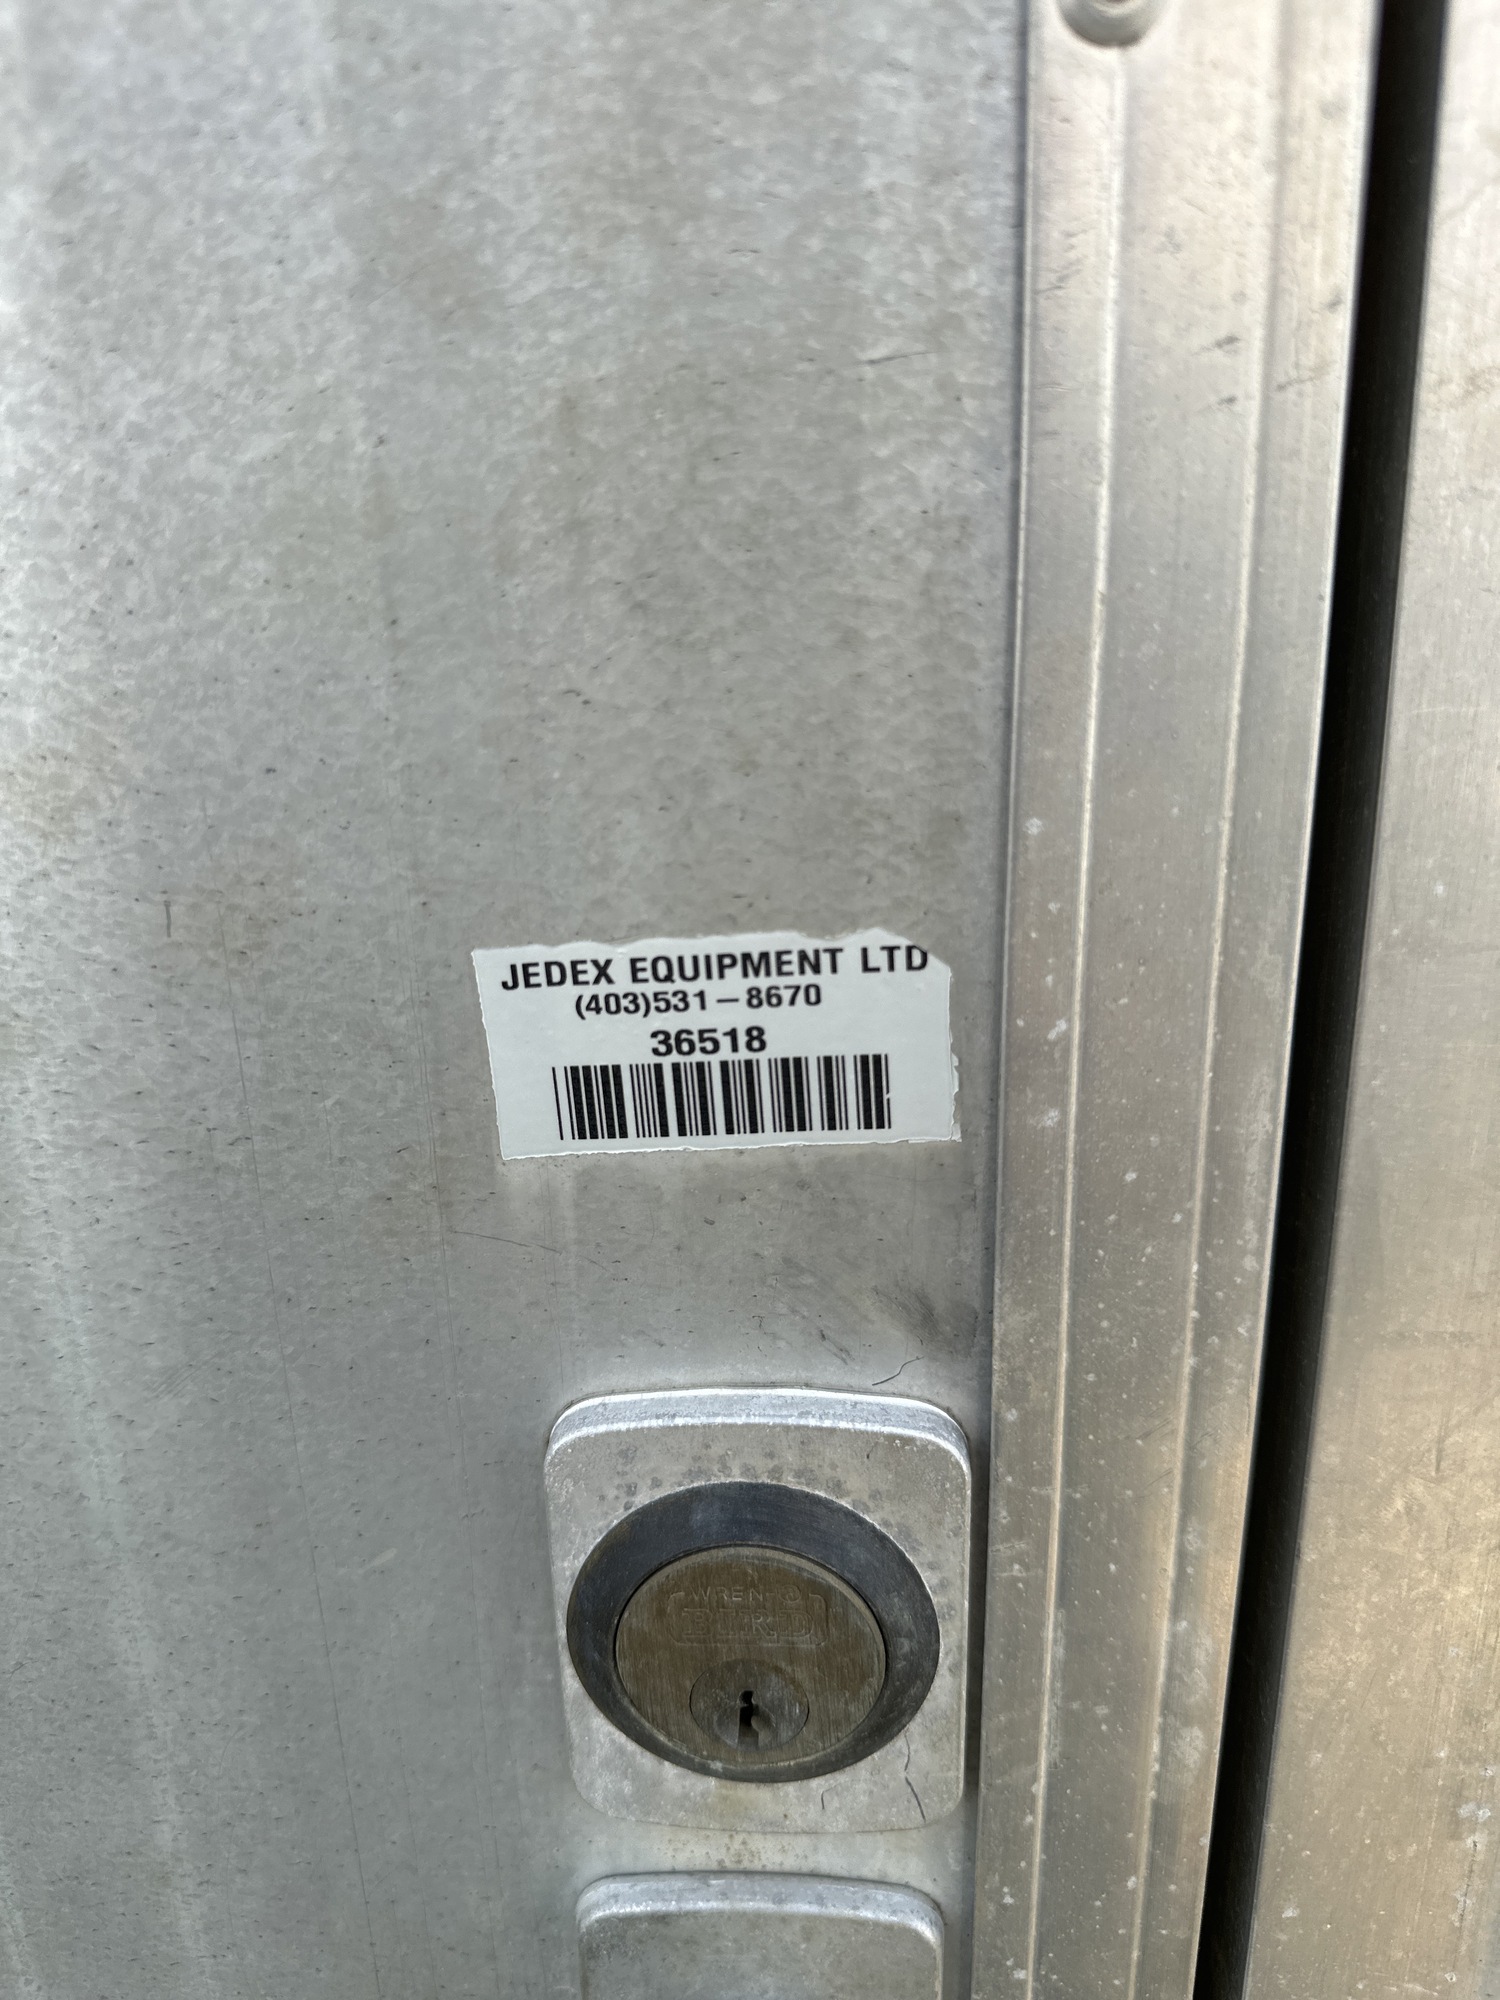 JEDEX EQUIPMENT LTD
(403)531-8670
36518